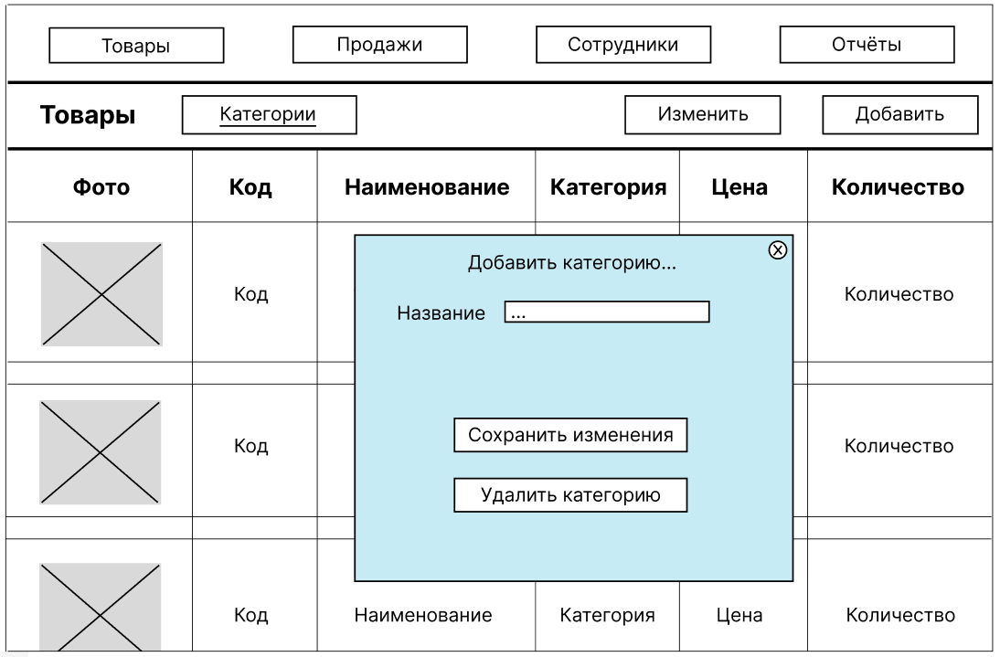 Товары Продажи Сотрудники Отчёты
Товары Категории Изменить Добавить
Фото Код Наименование Категория Цена Количество
Добавить категорию...
Код Количество
Название ...
Сохранить изменения
Код Количество
Удалить категорию
Код Наименование Категория Цена Количество